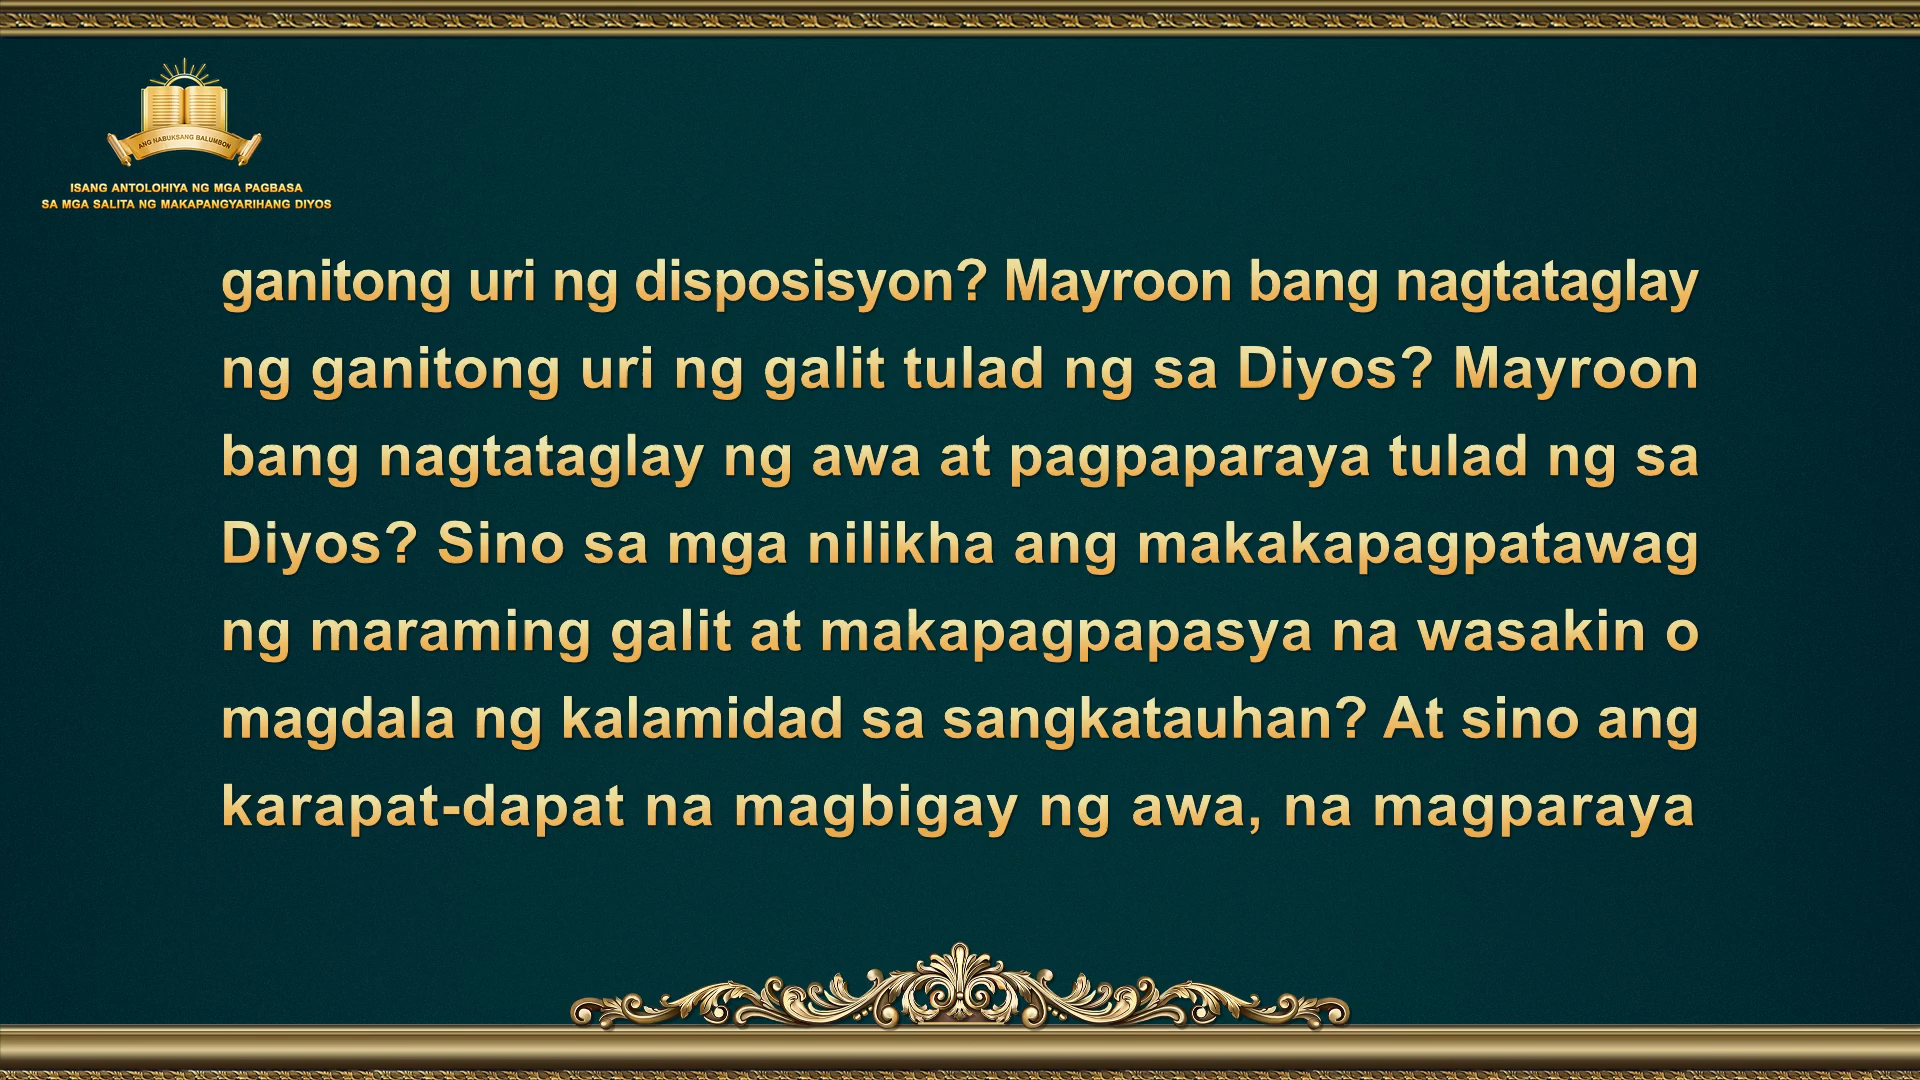 ANG NABUKSANG BALUMBON
ISANG ANTOLOHIYA NG MGA PAGBASA
SA MGA SALITA NG MAKAPANGYARIHANG DIYOS
ganitong uri ng disposisyon? Mayroon bang nagtataglay
ng ganitong uri ng galit tulad ng sa Diyos? Mayroon
bang nagtataglay ng awa at pagpaparaya tulad ng sa
Diyos? Sino sa mga nilikha ang makakapagpatawag
ng maraming galit at makapagpapasya na wasakin o
magdala ng kalamidad sa sangkatauhan? At sino ang
karapat-dapat na magbigay ng awa, na magparaya